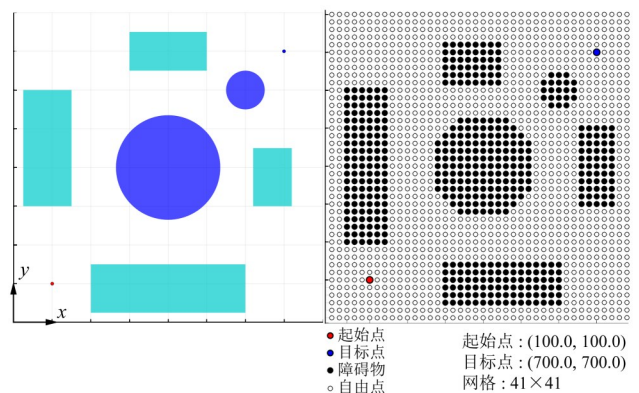 y
x
起始点
目标点
障碍物
自由点
起始点 : (100.0, 100.0)
目标点 : (700.0, 700.0)
网格 : 41×41